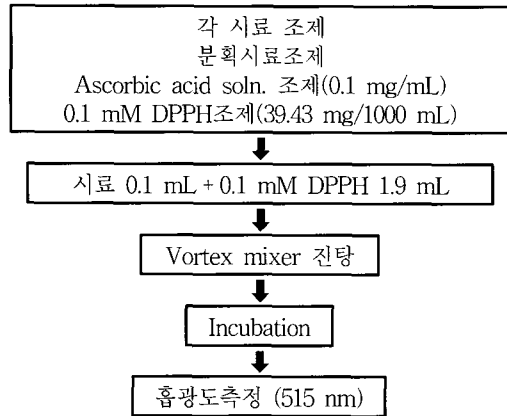 각 시료 조제
분획시료조제
Ascorbic acid soln. 조제(0.1 mg/mL)
0.1 mM DPPH조제(39.43 mg/1000 mL)
시료 0.1 mL + 0.1 mM DPPH 1.9 mL
Vortex mixer 진탕
Incubation
흡광도측정 (515 nm)